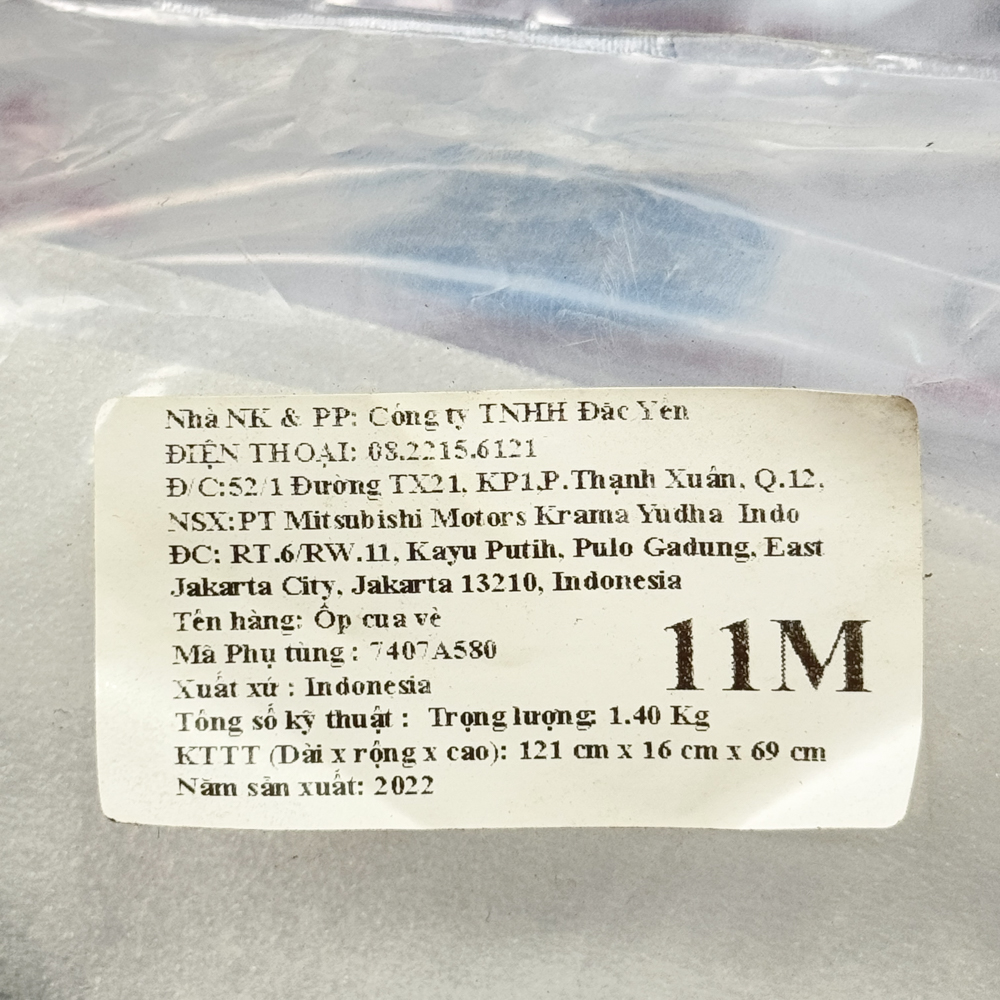 Nhà NK & PP: Công ty TNHH Đắc Yến
ĐIỆN THOẠI: 08.2215.6121
Đ/C:52/1 Đường TX21, KP1,P.Thạnh Xuân, Q.12,
NSX:PT Mitsubishi Motors Krama Yudha Indo
ĐC: RT.6/RW.11, Kayu Putih, Pulo Gadung, East
Jakarta City, Jakarta 13210, Indonesia
Tên hàng: Ốp cua vè
Mã Phụ tùng : 7407A580
11M
Xuất xứ : Indonesia
Tông số kỹ thuật : Trọng lượng: 1.40 Kg
KTTT (Dài x rộng x cao): 121 cm x 16 cm x 69 cm
Năm sản xuất: 2022